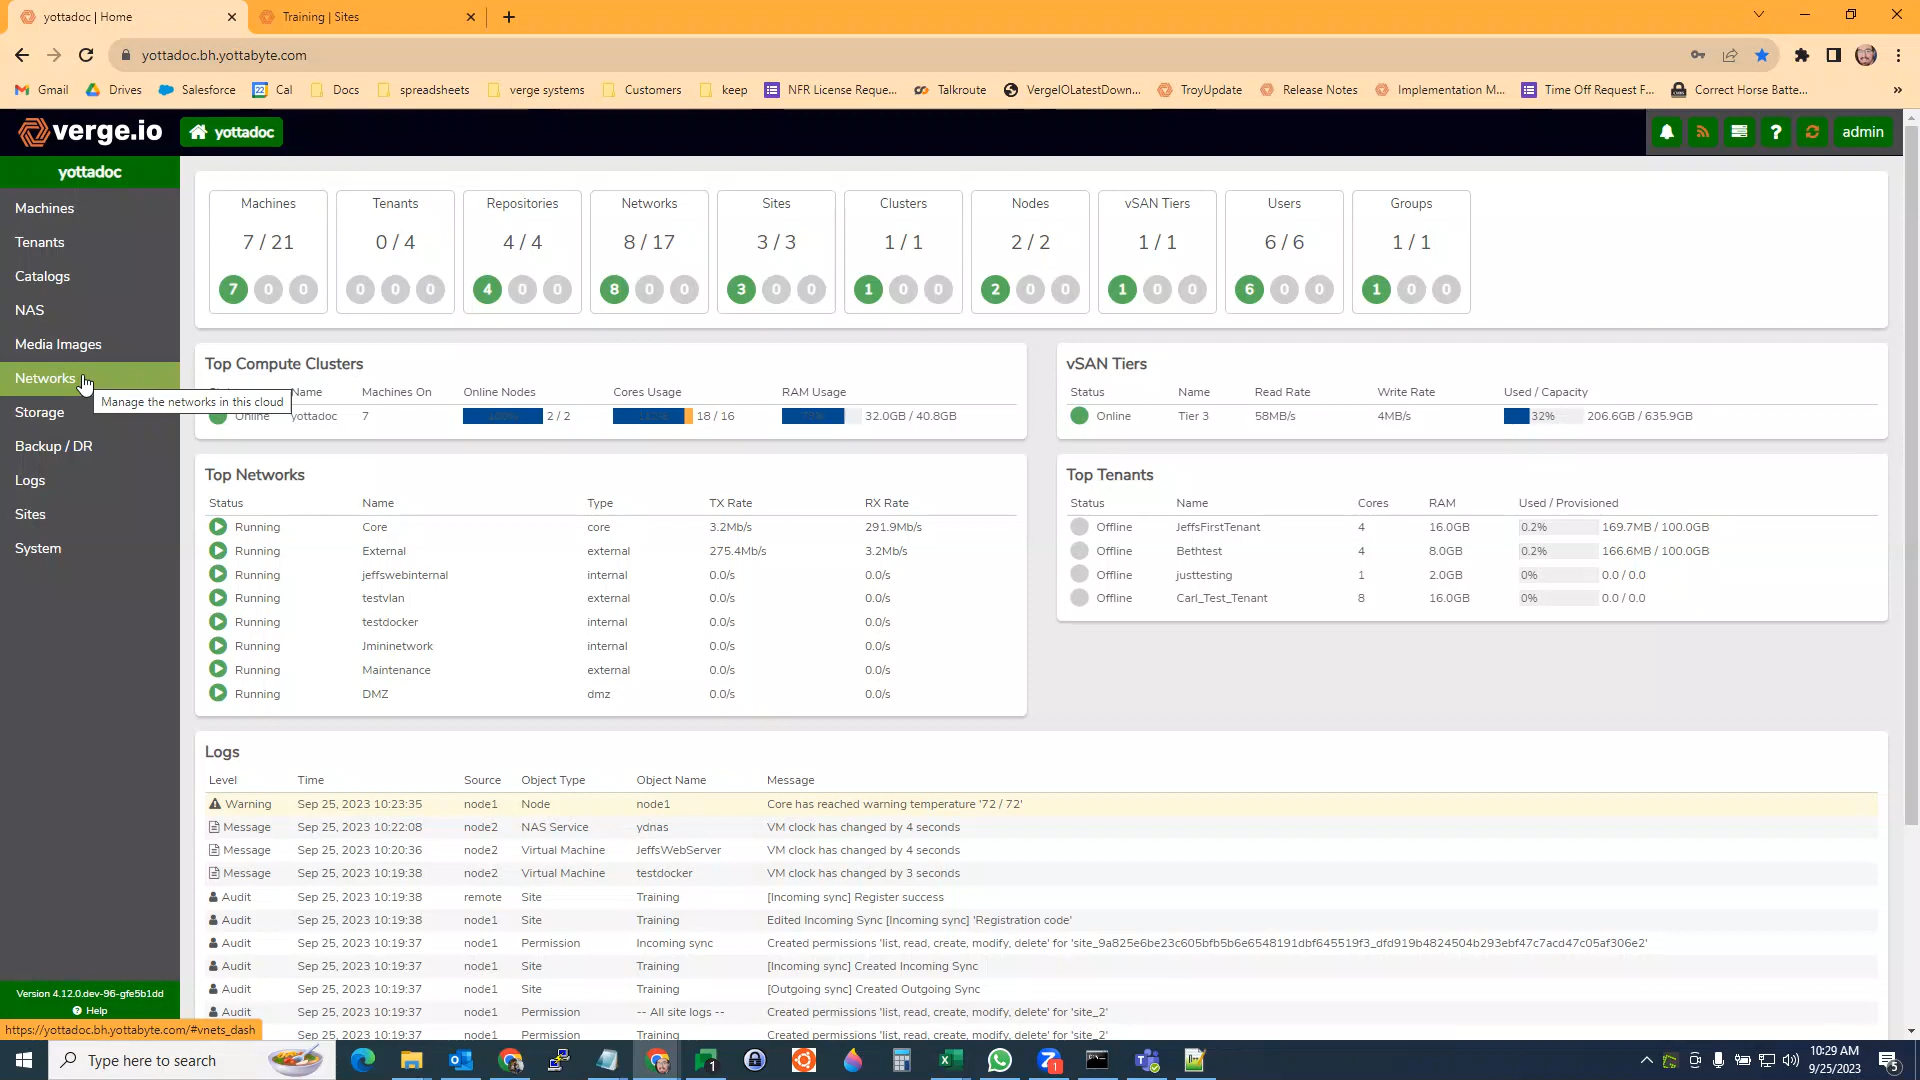 yottadoc | Home
Training | Sites
yottadoc.bh.yottabyte.com
Gmail
Drives
Salesforce
22
Cal
Docs
spreadsheets
verge systems
Customers
keep
NFR License Reque...
Talkroute
VergeIOLatestDown...
TroyUpdate
Release Notes
Implementation M...
Time Off Request F...
Correct Horse Batte...
»
verge.io
yottadoc
?
admin
yottadoc
Machines
Tenants
Catalogs
NAS
Media Images
Networks
Manage the networks in this cloud
Storage
Backup / DR
Logs
Sites
System
Machines
7 / 21
7 0 0
Tenants
0 / 4
0 0 0
Repositories
4 / 4
4 0 0
Networks
8 / 17
8 0 0
Sites
3 / 3
3 0 0
Clusters
1 / 1
1 0 0
Nodes
2 / 2
2 0 0
vSAN Tiers
1 / 1
1 0 0
Users
6 / 6
6 0 0
Groups
1 / 1
1 0 0
Top Compute Clusters
Name Machines On Online Nodes Cores Usage RAM Usage
Online yottadoc 7 2 / 2 18 / 16 32.0GB / 40.8GB
vSAN Tiers
Status Name Read Rate Write Rate Used / Capacity
Online Tier 3 58MB/s 4MB/s 32% 206.6GB / 635.9GB
Top Networks
Status Name Type TX Rate RX Rate
Running Core core 3.2Mb/s 291.9Mb/s
Running External external 275.4Mb/s 3.2Mb/s
Running jeffswebinternal internal 0.0/s 0.0/s
Running testvlan external 0.0/s 0.0/s
Running testdocker internal 0.0/s 0.0/s
Running Jmininetwork internal 0.0/s 0.0/s
Running Maintenance external 0.0/s 0.0/s
Running DMZ dmz 0.0/s 0.0/s
Top Tenants
Status Name Cores RAM Used / Provisioned
Offline JeffsFirstTenant 4 16.0GB 0.2% 169.7MB / 100.0GB
Offline Bethtest 4 8.0GB 0.2% 166.6MB / 100.0GB
Offline justtesting 1 2.0GB 0% 0.0 / 0.0
Offline Carl_Test_Tenant 8 16.0GB 0% 0.0 / 0.0
Logs
Level Time Source Object Type Object Name Message
Warning Sep 25, 2023 10:23:35 node1 Node node1 Core has reached warning temperature '72 / 72'
Message Sep 25, 2023 10:22:08 node2 NAS Service ydnas VM clock has changed by 4 seconds
Message Sep 25, 2023 10:20:36 node2 Virtual Machine JeffsWebServer VM clock has changed by 4 seconds
Message Sep 25, 2023 10:19:38 node2 Virtual Machine testdocker VM clock has changed by 3 seconds
Audit Sep 25, 2023 10:19:38 remote Site Training [Incoming sync] Register success
Audit Sep 25, 2023 10:19:38 node1 Site Training Edited Incoming Sync [Incoming sync] 'Registration code'
Audit Sep 25, 2023 10:19:37 node1 Permission Incoming sync Created permissions 'list, read, create, modify, delete' for 'site_9a825e6be23c605bfb5b6e6548191dbf645519f3_dfd919b4824504b293ebf47c7acd47c05af306e2'
Audit Sep 25, 2023 10:19:37 node1 Site Training [Incoming sync] Created Incoming Sync
Audit Sep 25, 2023 10:19:37 node1 Site Training [Outgoing sync] Created Outgoing Sync
Audit Sep 25, 2023 10:19:37 node1 Permission -- All site logs -- Created permissions 'list, read, create, modify, delete' for 'site_2'
Audit Sep 25, 2023 10:19:37 node1 Permission Training Created permissions 'list, read, create, modify, delete' for 'site_2'
Version 4.12.0.dev-96-gfe5b1dd
? Help
https://yottadoc.bh.yottabyte.com/#vnets_dash
Type here to search
1
1
10:29 AM
9/25/2023
5